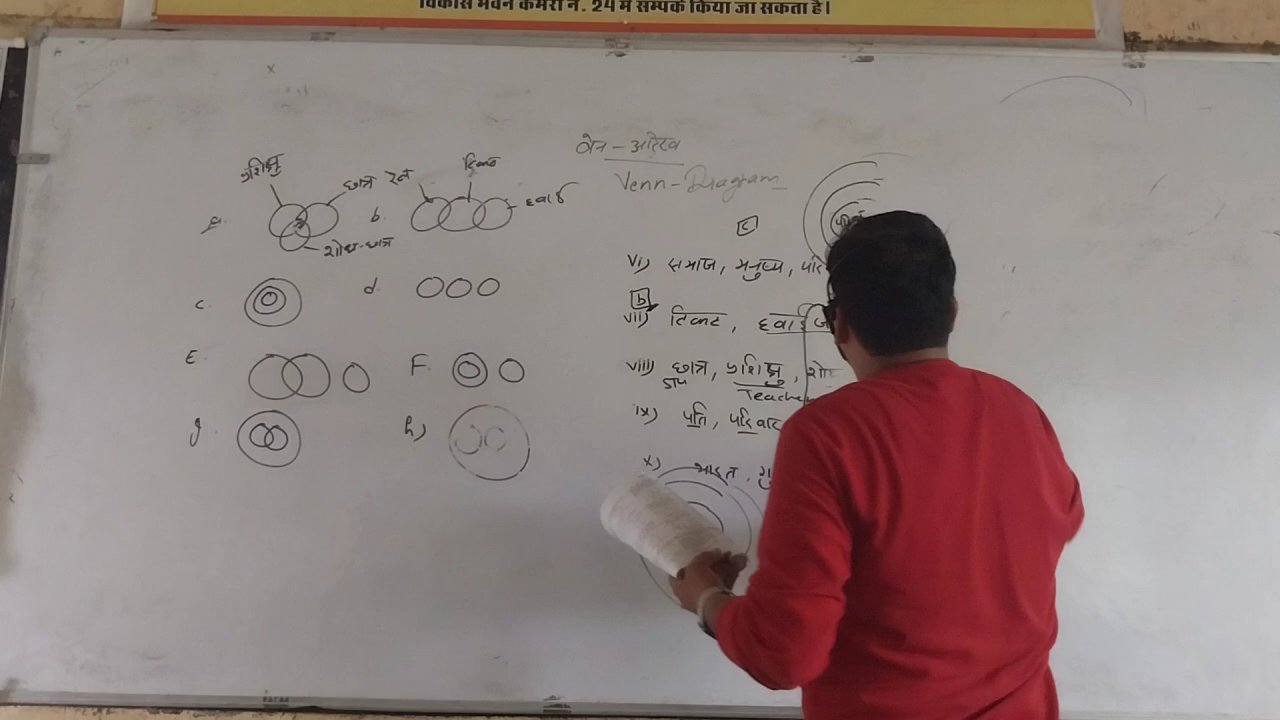 विकास भवन कमरा नं. 24 में सम्पर्क किया जा सकता है।
वेन-आरेख
Venn-Diagram
प्रशिक्षु
छात्र
शोध-छात्र
a.
b.
रेल
टिकट
हवाई
c.
d.
E.
F.
g.
h)
c
vi) समाज, मनुष्य,
b
vii) टिकट, हवाई
viii) छात्र, प्रशिक्षु,
Teache
ix) पति, परिवार
x) भारत,